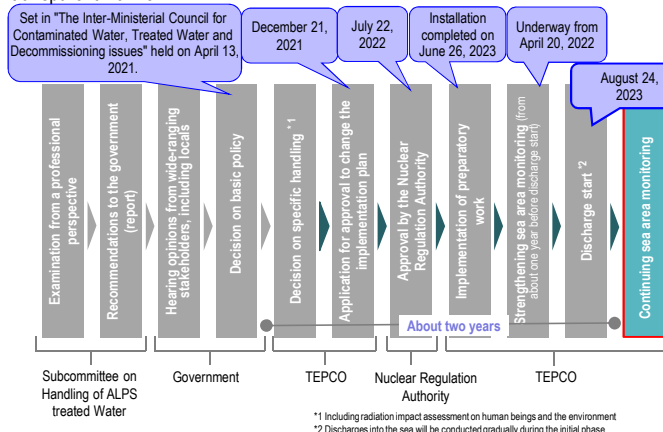 Set in "The Inter-Ministerial Council for
Contaminated Water, Treated Water and
Decommissioning issues" held on April 13,
2021.
December 21,
2021
July 22,
2022
Installation
completed on
June 26, 2023
Underway from
April 20, 2022
August 24,
2023
Examination from a professional
perspective
Recommendations to the government
(report)
Hearing opinions from wide-ranging
stakeholders, including locals
Decision on basic policy
Decision on specific handling *1
Application for approval to change the
implementation plan
Approval by the Nuclear
Regulation Authority
Implementation of preparatory
work
Strengthening sea area monitoring (from
about one year before discharge start)
Discharge start *2
Continuing sea area monitoring
About two years
Subcommittee on
Handling of ALPS
treated Water
Government
TEPCO
Nuclear Regulation
Authority
TEPCO
*1 Including radiation impact assessment on human beings and the environment
*2 Discharges into the sea will be conducted gradually during the initial phase